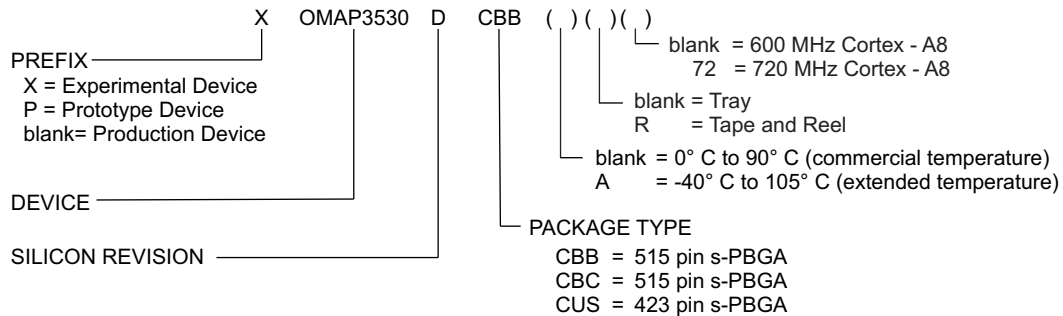 X OMAP3530 D CBB ( ) ( ) ( )
blank = 600 MHz Cortex - A8
72 = 720 MHz Cortex - A8
PREFIX
X = Experimental Device
P = Prototype Device
blank= Production Device
blank = Tray
R = Tape and Reel
blank = 0° C to 90° C (commercial temperature)
A = -40° C to 105° C (extended temperature)
DEVICE
PACKAGE TYPE
CBB = 515 pin s-PBGA
CBC = 515 pin s-PBGA
CUS = 423 pin s-PBGA
SILICON REVISION